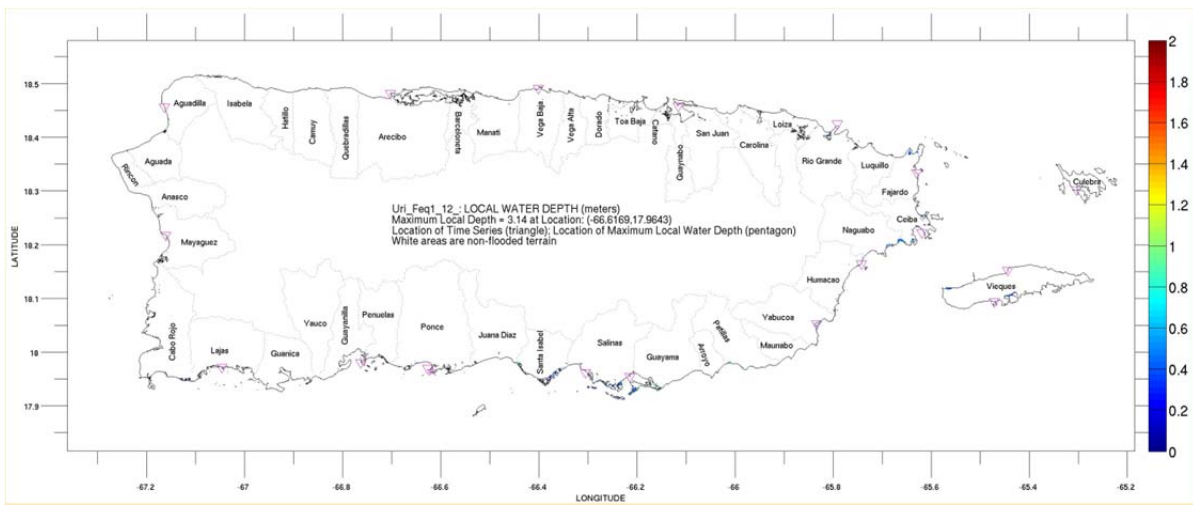 2
1.8
1.6
1.4
1.2
1
0.8
0.6
0.4
0.2
0
LATITUDE
18.5
18.4
18.3
18.2
18.1
18
17.9
Aguadilla
Isabela
Hatillo
Camuy
Quebradillas
Arecibo
Barceloneta
Manati
Vega Baja
Vega Alta
Dorado
Toa Baja
Catano
Guaynabo
San Juan
Carolina
Loiza
Rio Grande
Luquillo
Fajardo
Ceiba
Naguabo
Humacao
Yabucoa
Maunabo
Culebra
Vieques
Rincon
Aguada
Anasco
Mayaguez
Uri_Feq1_12_: LOCAL WATER DEPTH (meters)
Maximum Local Depth = 3.14 at Location: (-66.6169,17.9643)
Location of Time Series (triangle); Location of Maximum Local Water Depth (pentagon)
White areas are non-flooded terrain
Cabo Rojo
Lajas
Guanica
Yauco
Guayanilla
Penuelas
Ponce
Juana Diaz
Santa Isabel
Salinas
Guayama
Arroyo
Patillas
-67.2
-67
-66.8
-66.6
-66.4
-66.2
-66
-65.8
-65.6
-65.4
-65.2
LONGITUDE